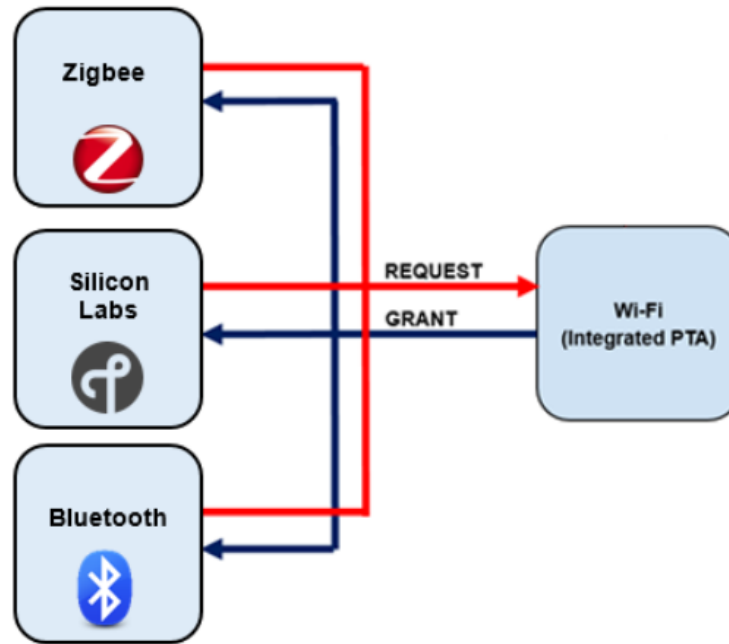 Zigbee
Silicon
Labs
Bluetooth
REQUEST
GRANT
Wi-Fi
(Integrated PTA)